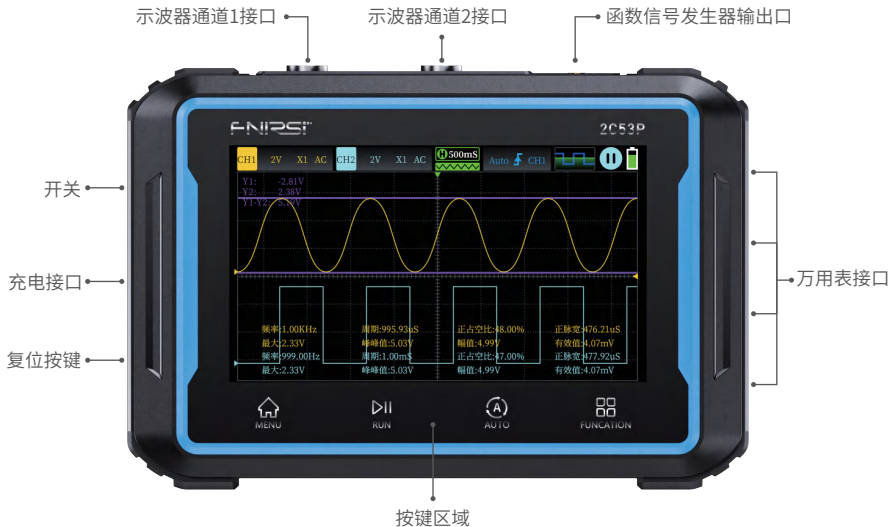 示波器通道1接口
示波器通道2接口
函数信号发生器输出口
FNIRSI
2C53P
CH1 2V X1 AC CH2 2V X1 AC H 500mS Auto CH1
Y1: -2.81V
Y2: 2.38V
Y1-Y2: 5.19V
开关
充电接口
复位按键
万用表接口
频率:1.00KHz 周期:995.93uS 正占空比:48.00% 正脉宽:476.21uS
最大:2.33V 峰峰值:5.03V 幅值:4.99V 有效值:4.07mV
频率:999.00Hz 周期:1.00mS 正占空比:47.00% 正脉宽:477.92uS
最大:2.33V 峰峰值:5.03V 幅值:4.99V 有效值:4.07mV
MENU
RUN
A
AUTO
FUNCATION
按键区域